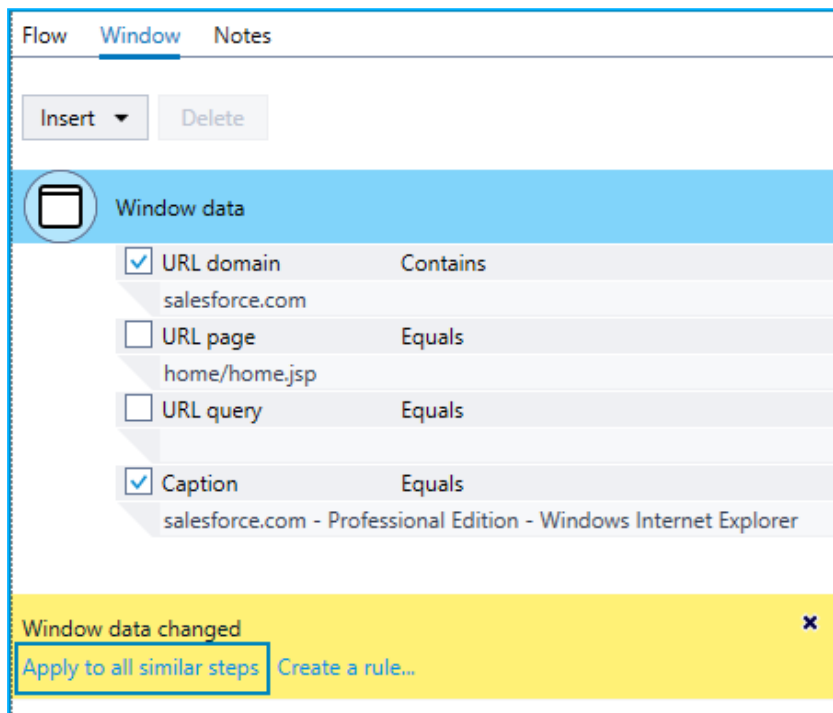 Flow Window Notes
Insert Delete
Window data
URL domain Contains
salesforce.com
URL page Equals
home/home.jsp
URL query Equals
Caption Equals
salesforce.com - Professional Edition - Windows Internet Explorer
Window data changed
Apply to all similar steps Create a rule...